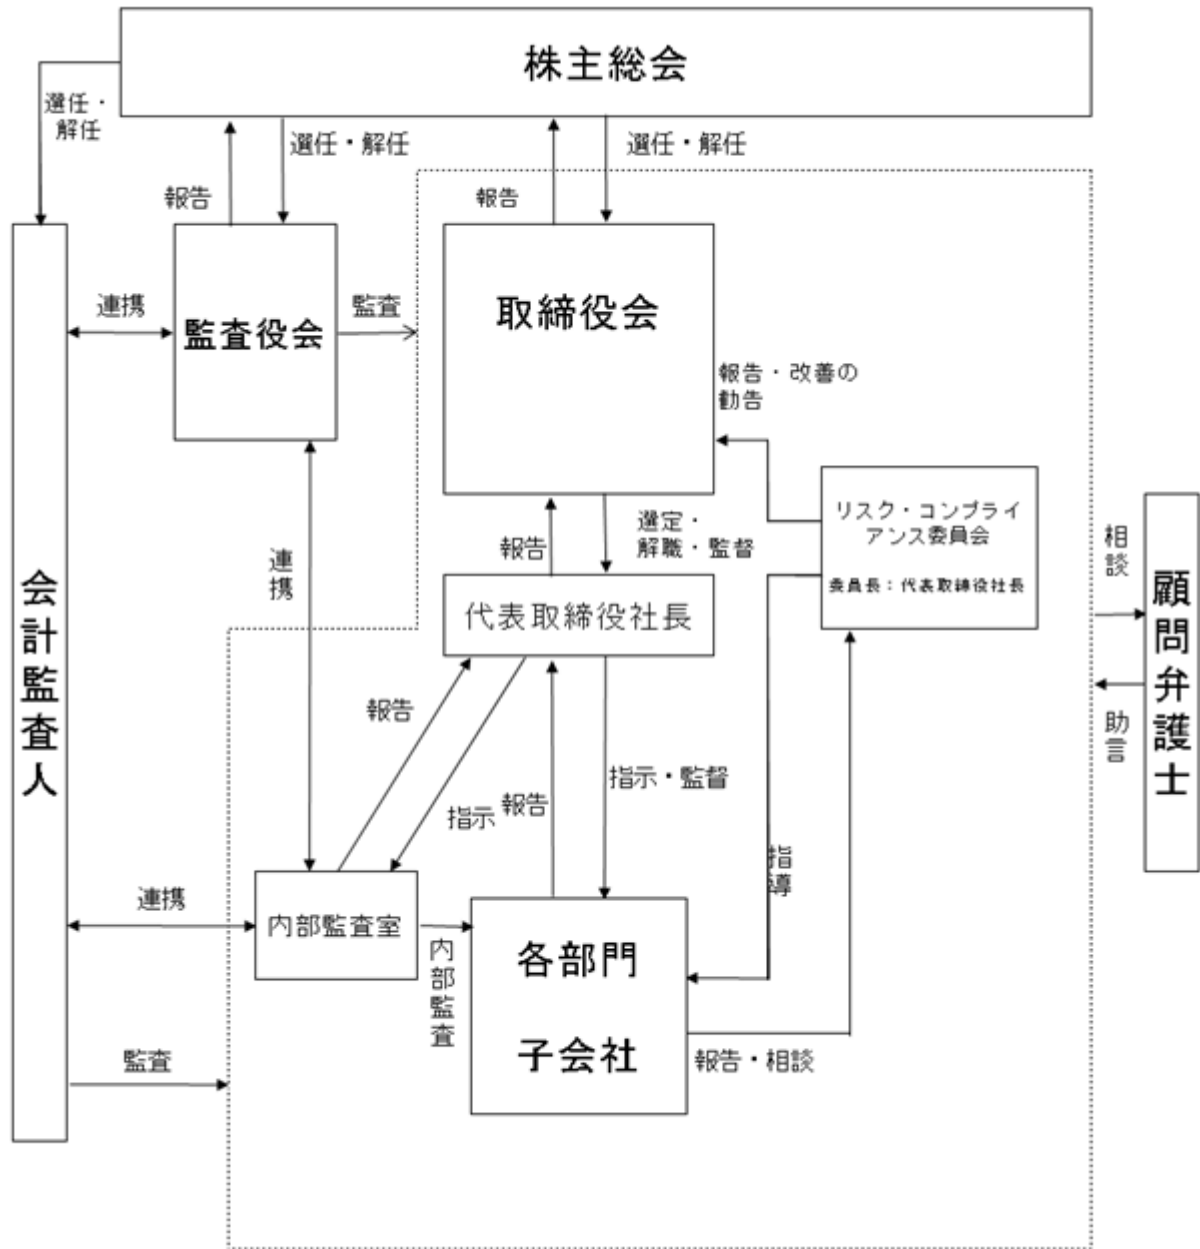 株主総会
選任・
解任
選任・解任
選任・解任
報告
報告
連携
監査役会
監査
取締役会
報告・改善の
勧告
リスク・コンプライ
アンス委員会
委員長：代表取締役社長
選定・
解職・監督
報告
連携
代表取締役社長
相談
顧問弁護士
助言
会計監査人
報告
指示
報告
指示・監督
指導
連携
内部監査室
内部監査
各部門
子会社
報告・相談
監査